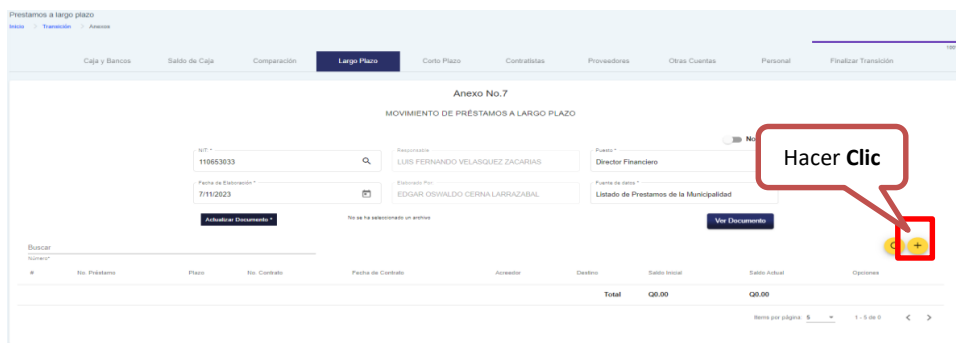 Prestamos a largo plazo
Inicio > Transición > Anexos
Caja y Bancos Saldo de Caja Comparación Largo Plazo Corto Plazo Contratistas Proveedores Otras Cuentas Personal Finalizar Transición
Anexo No.7
MOVIMIENTO DE PRÉSTAMOS A LARGO PLAZO
No
Hacer Clic
NIT: * Responsable Puesto *
110653033 LUIS FERNANDO VELASQUEZ ZACARIAS Director Financiero
Fecha de Elaboración * Elaborado Por: Fuente de datos *
7/11/2023 EDGAR OSWALDO CERNA LARRAZABAL Listado de Prestamos de la Municipalidad
Actualizar Documento * No se ha seleccionado un archivo Ver Documento
Buscar
Número*
# No. Préstamo Plazo No. Contrato Fecha de Contrato Acreedor Destino Saldo Inicial Saldo Actual Opciones
Total Q0.00 Q0.00
Items por página: 5 1 - 5 de 0 < >